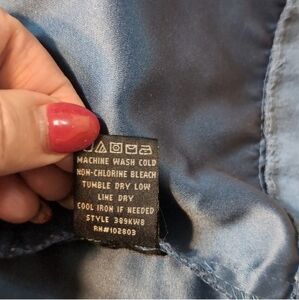 MACHINE WASH COLD
NON-CHLORINE BLEACH
TUMBLE DRY LOW
LINE DRY
COOL IRON IF NEEDED
STYLE 389KW8
RN#102803